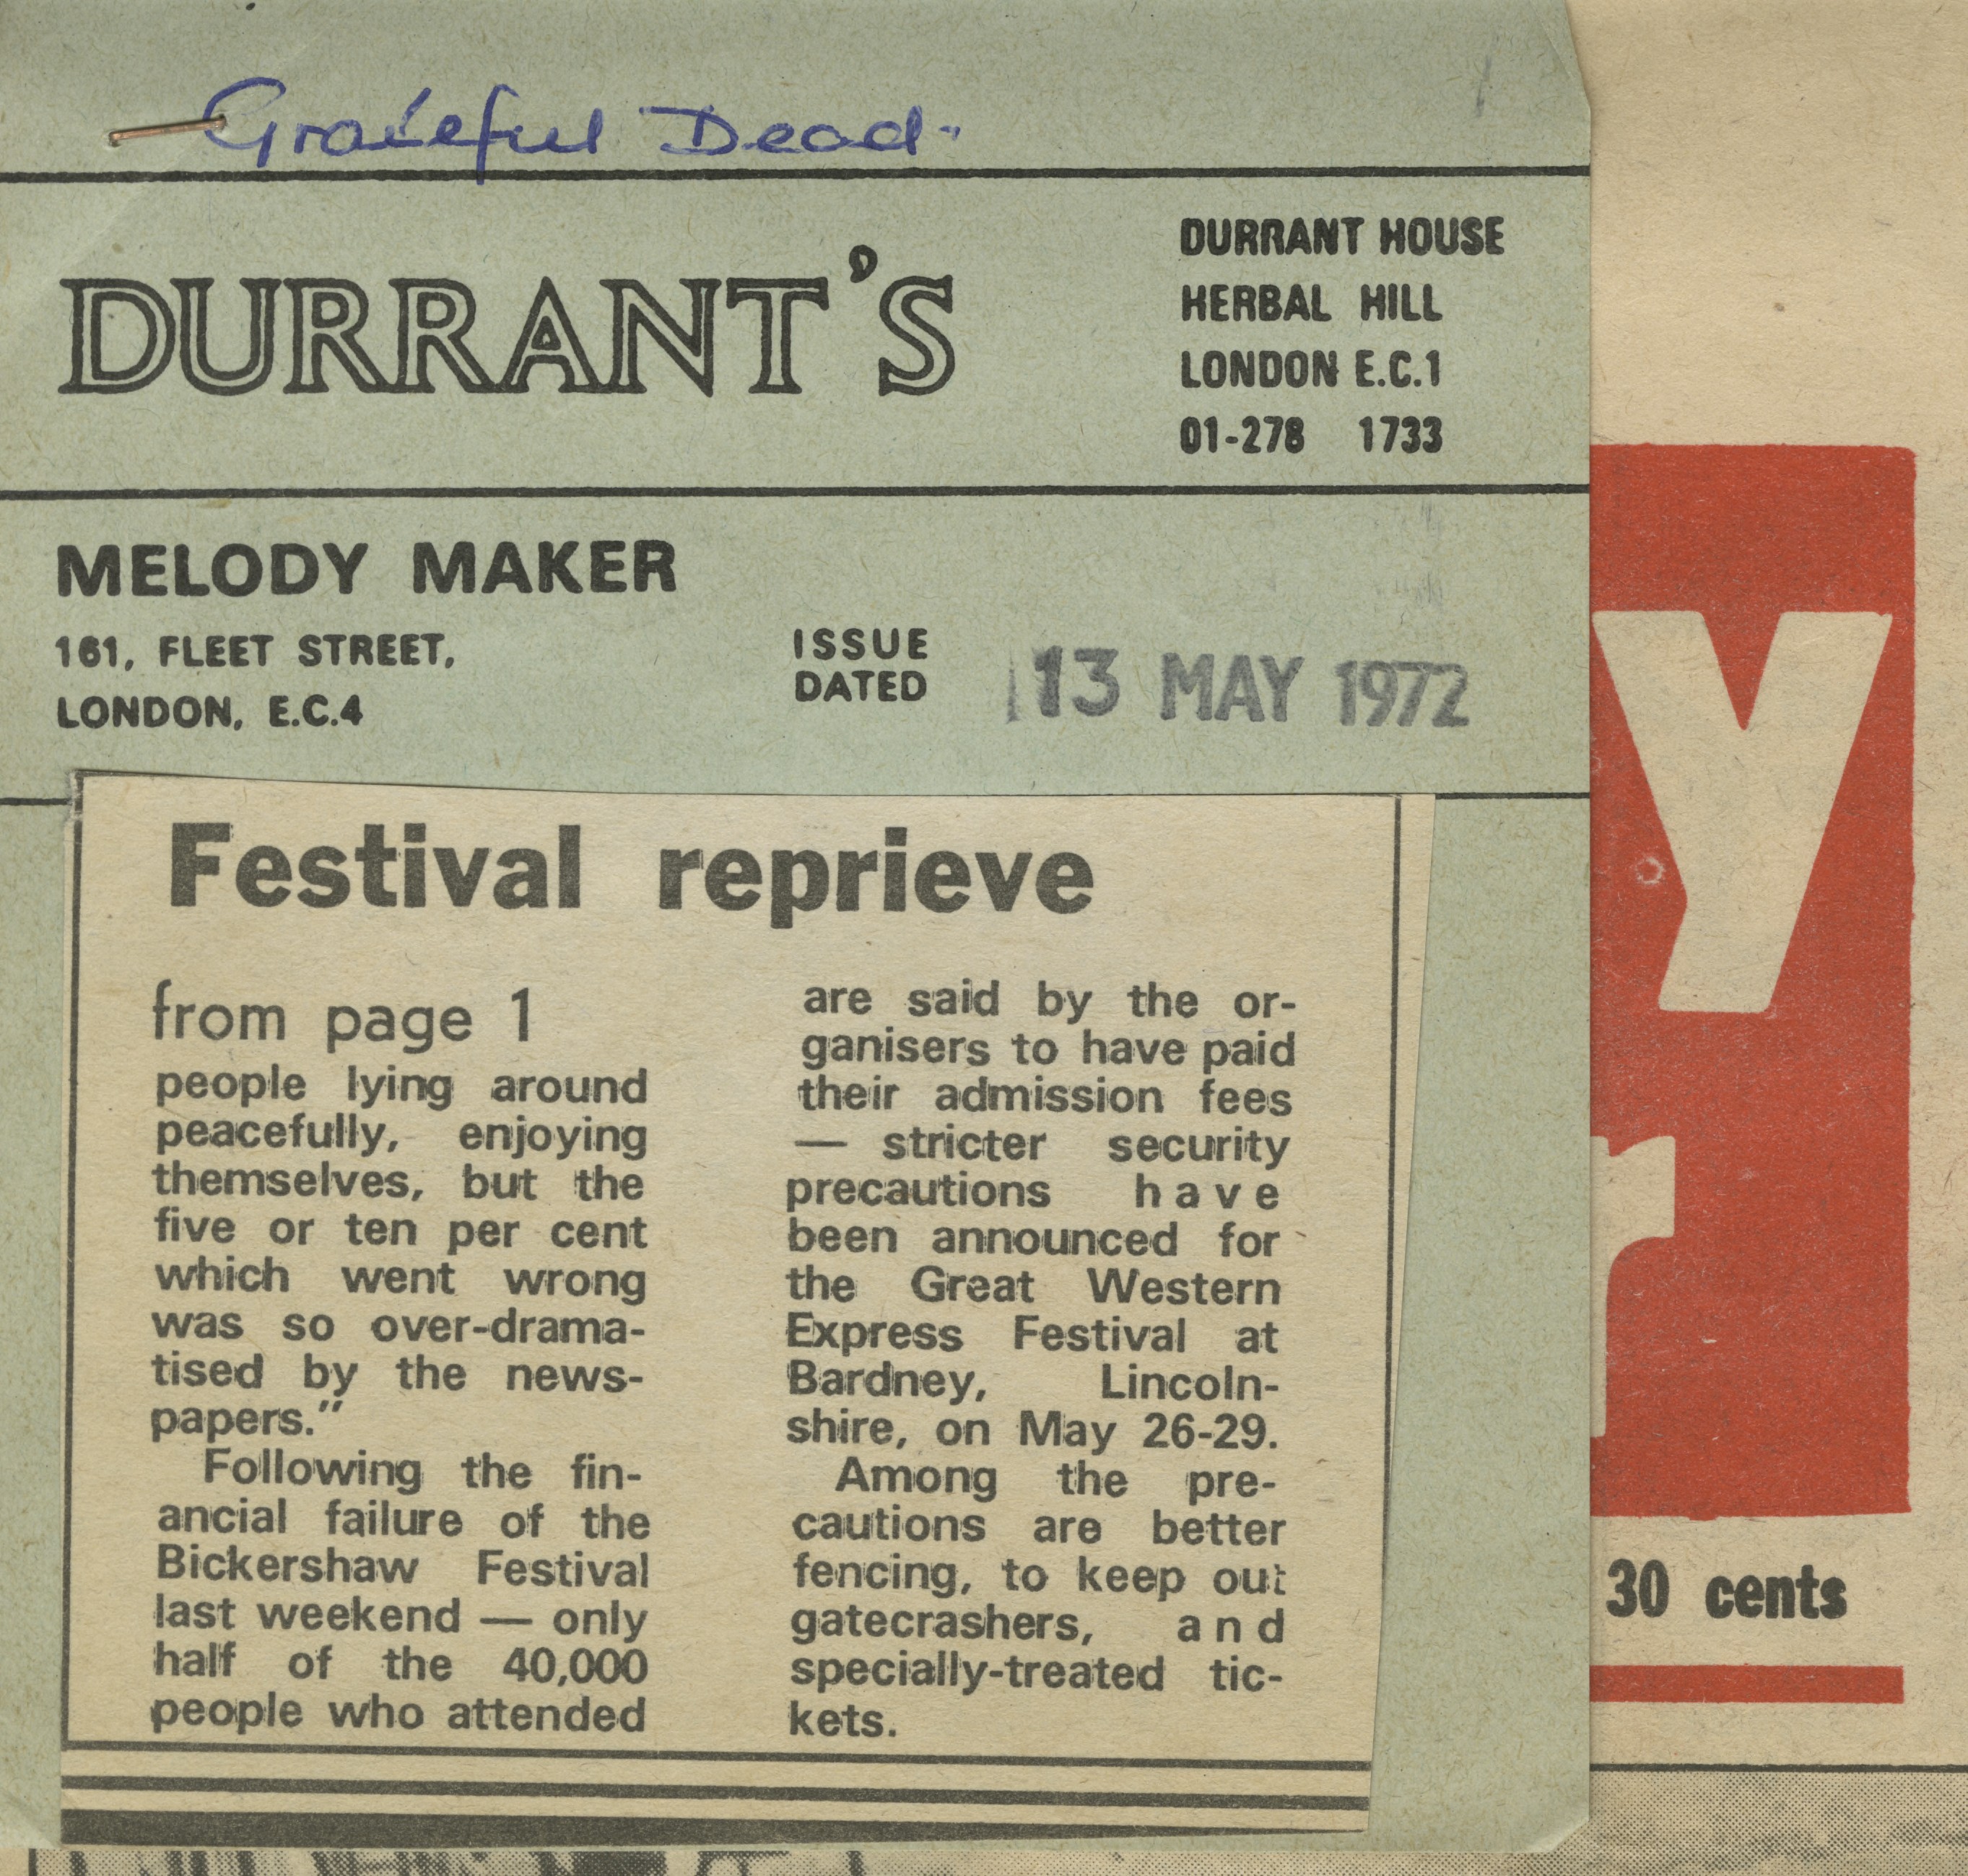 Grateful Dead.
DURRANT'S
DURRANT HOUSE
HERBAL HILL
LONDON E.C.1
01-278 1733
MELODY MAKER
161, FLEET STREET,
LONDON, E.C.4
ISSUE
DATED
13 MAY 1972
Festival reprieve
from page 1
people lying around
peacefully, enjoying
themselves, but the
five or ten per cent
which went wrong
was so over-drama-
tised by the news-
papers."
Following the fin-
ancial failure of the
Bickershaw Festival
last weekend — only
half of the 40,000
people who attended
are said by the or-
ganisers to have paid
their admission fees
— stricter security
precautions have
been announced for
the Great Western
Express Festival at
Bardney, Lincoln-
shire, on May 26-29.
Among the pre-
cautions are better
fencing, to keep out
gatecrashers, and
specially-treated tic-
kets.
Y
r
30 cents